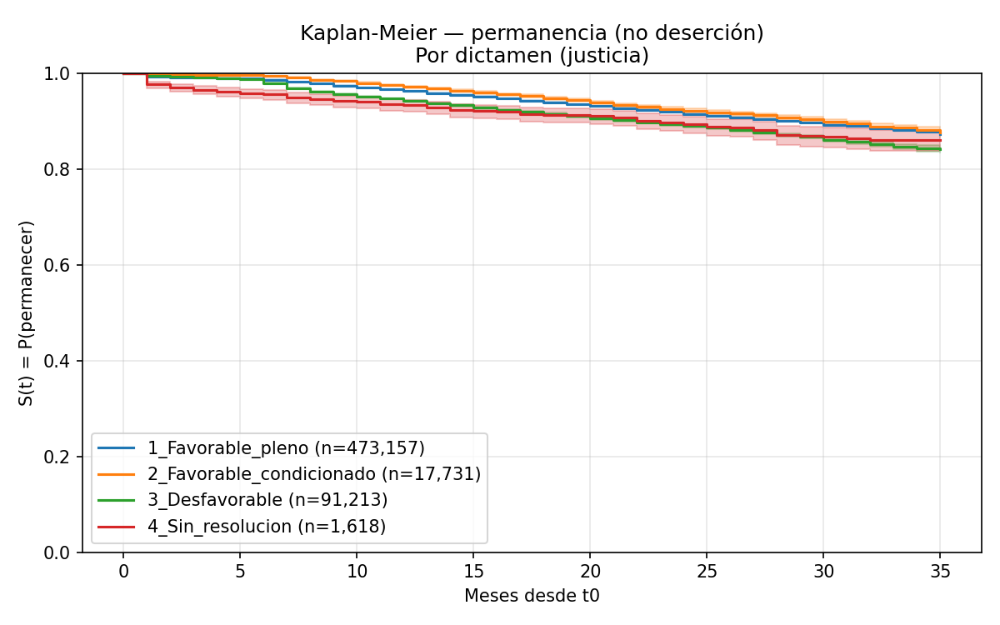 Kaplan-Meier — permanencia (no deserción)
Por dictamen (justicia)
S(t) = P(permanecer)
1.0
0.8
0.6
0.4
0.2
0.0
1_Favorable_pleno (n=473,157)
2_Favorable_condicionado (n=17,731)
3_Desfavorable (n=91,213)
4_Sin_resolucion (n=1,618)
0 5 10 15 20 25 30 35
Meses desde t0